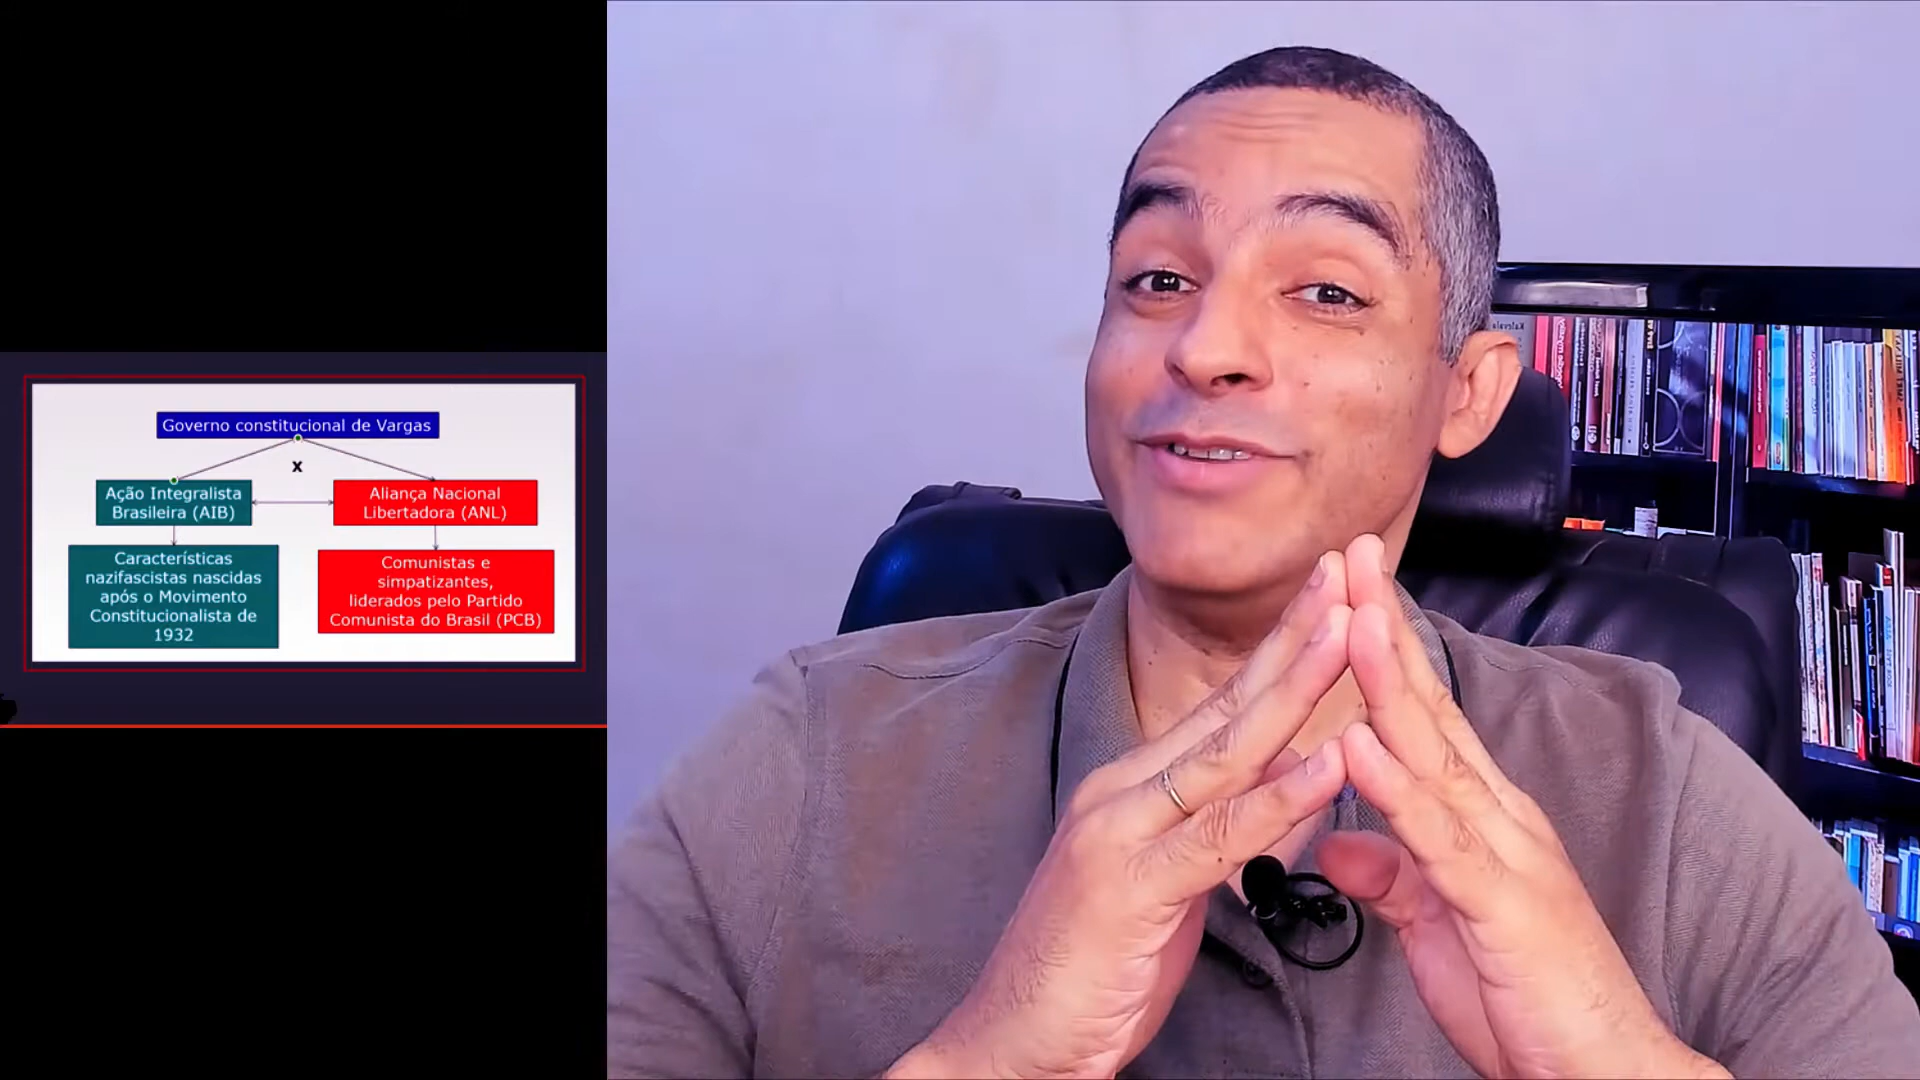 Governo constitucional de Vargas
x
Ação Integralista
Brasileira (AIB)
Aliança Nacional
Libertadora (ANL)
Características
nazifascistas nascidas
após o Movimento
Constitucionalista de
1932
Comunistas e
simpatizantes,
liderados pelo Partido
Comunista do Brasil (PCB)
Kalevala